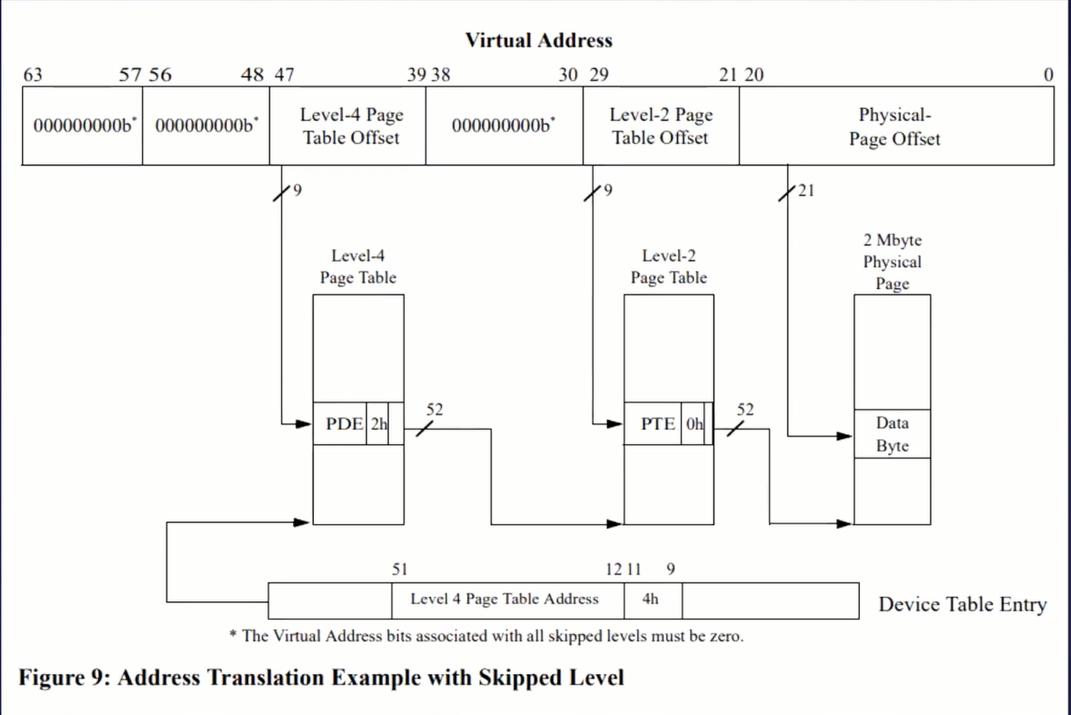 Virtual Address
63 57 56 48 47 39 38 30 29 21 20 0
000000000b* 000000000b* Level-4 Page Table Offset 000000000b* Level-2 Page Table Offset Physical-Page Offset
9 9 21
Level-4
Page Table
Level-2
Page Table
2 Mbyte
Physical
Page
PDE 2h 52
PTE 0h 52
Data
Byte
51 12 11 9
Level 4 Page Table Address 4h
Device Table Entry
* The Virtual Address bits associated with all skipped levels must be zero.
Figure 9: Address Translation Example with Skipped Level